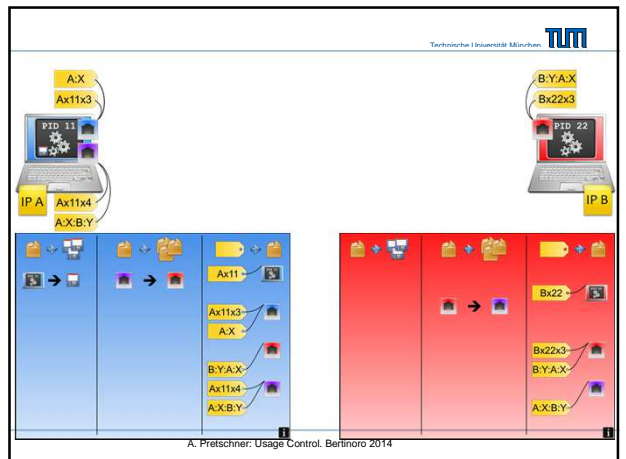 Technische Universität München
TUM
A:X
Ax11x3
PID 11
IP A
Ax11x4
A:X:B:Y
B:Y:A:X
Bx22x3
PID 22
IP B
Ax11
Ax11x3
A:X
B:Y:A:X
Ax11x4
A:X:B:Y
i
Bx22
Bx22x3
B:Y:A:X
A:X:B:Y
i
A. Pretschner: Usage Control. Bertinoro 2014